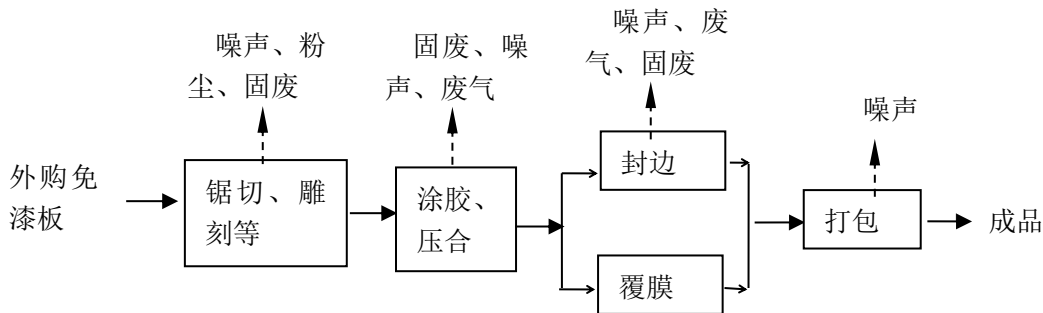 噪声、粉
尘、固废
固废、噪
声、废气
噪声、废
气、固废
噪声
外购免
漆板
锯切、雕
刻等
涂胶、
压合
封边
覆膜
打包
成品